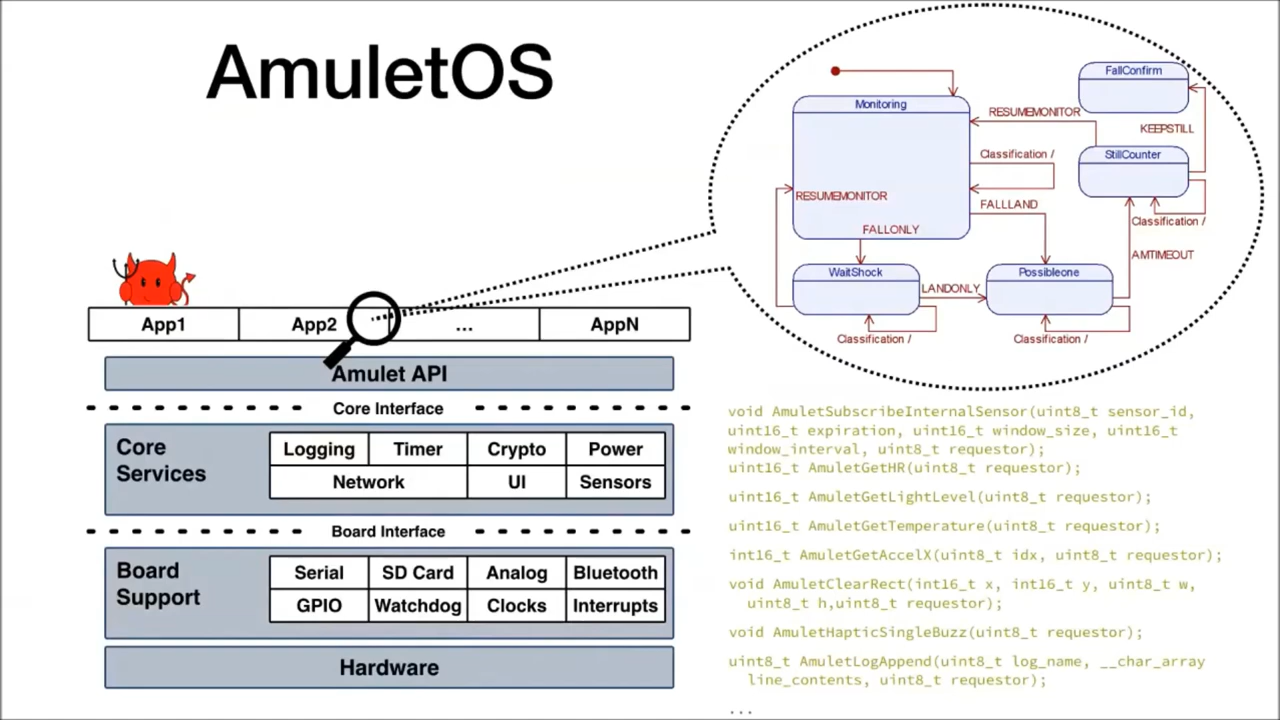 AmuletOS
App1
App2
...
AppN
Amulet API
Core Interface
Core
Services
Logging
Timer
Crypto
Power
Network
UI
Sensors
Board Interface
Board
Support
Serial
SD Card
Analog
Bluetooth
GPIO
Watchdog
Clocks
Interrupts
Hardware
Monitoring
FallConfirm
RESUMEMONITOR
KEEPSTILL
Classification /
StillCounter
RESUMEMONITOR
FALLLAND
Classification /
FALLONLY
AMTIMEOUT
WaitShock
Possibleone
LANDONLY
Classification /
Classification /
void AmuletSubscribeInternalSensor(uint8_t sensor_id,
uint16_t expiration, uint16_t window_size, uint16_t
window_interval, uint8_t requestor);
uint16_t AmuletGetHR(uint8_t requestor);
uint16_t AmuletGetLightLevel(uint8_t requestor);
uint16_t AmuletGetTemperature(uint8_t requestor);
int16_t AmuletGetAccelX(uint8_t idx, uint8_t requestor);
void AmuletClearRect(int16_t x, int16_t y, uint8_t w,
uint8_t h,uint8_t requestor);
void AmuletHapticSingleBuzz(uint8_t requestor);
uint8_t AmuletLogAppend(uint8_t log_name, __char_array
line_contents, uint8_t requestor);
...